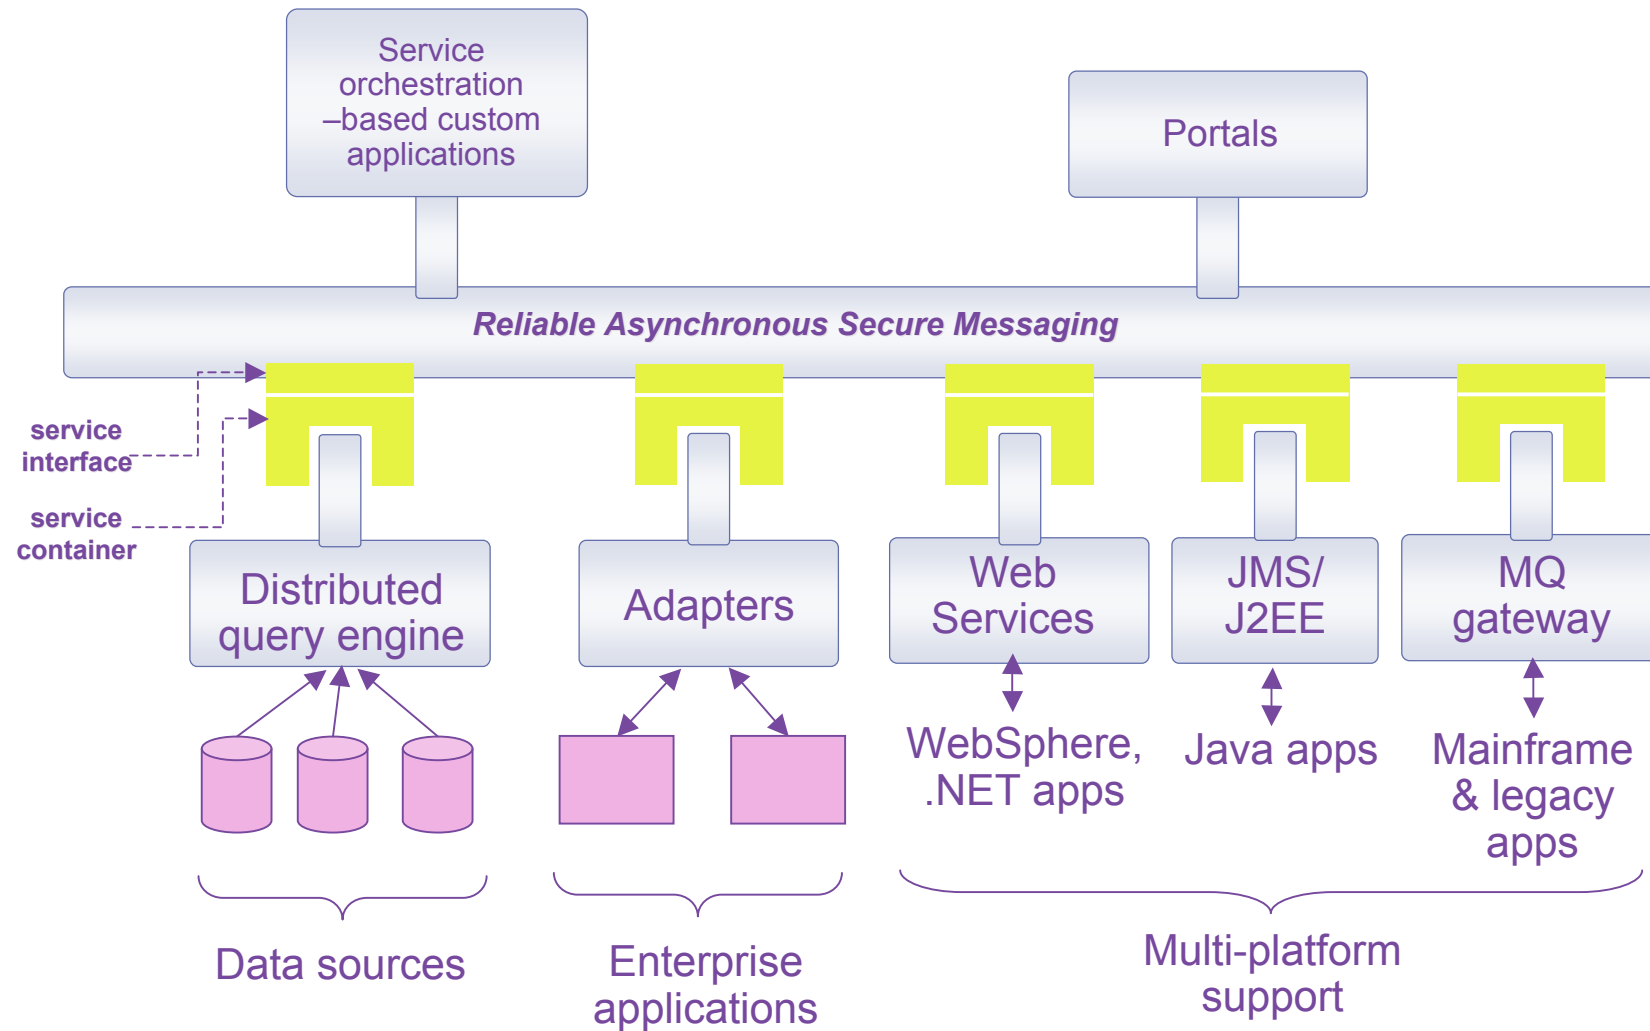 Service
orchestration
–based custom
applications
Portals
Reliable Asynchronous Secure Messaging
service
interface
service
container
Distributed
query engine
Adapters
Web
Services
JMS/
J2EE
MQ
gateway
WebSphere,
.NET apps
Java apps
Mainframe
& legacy
apps
Data sources
Enterprise
applications
Multi-platform
support